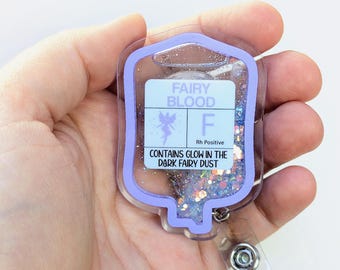 FAIRY
BLOOD
F
Rh Positive
CONTAINS GLOW IN THE
DARK FAIRY DUST